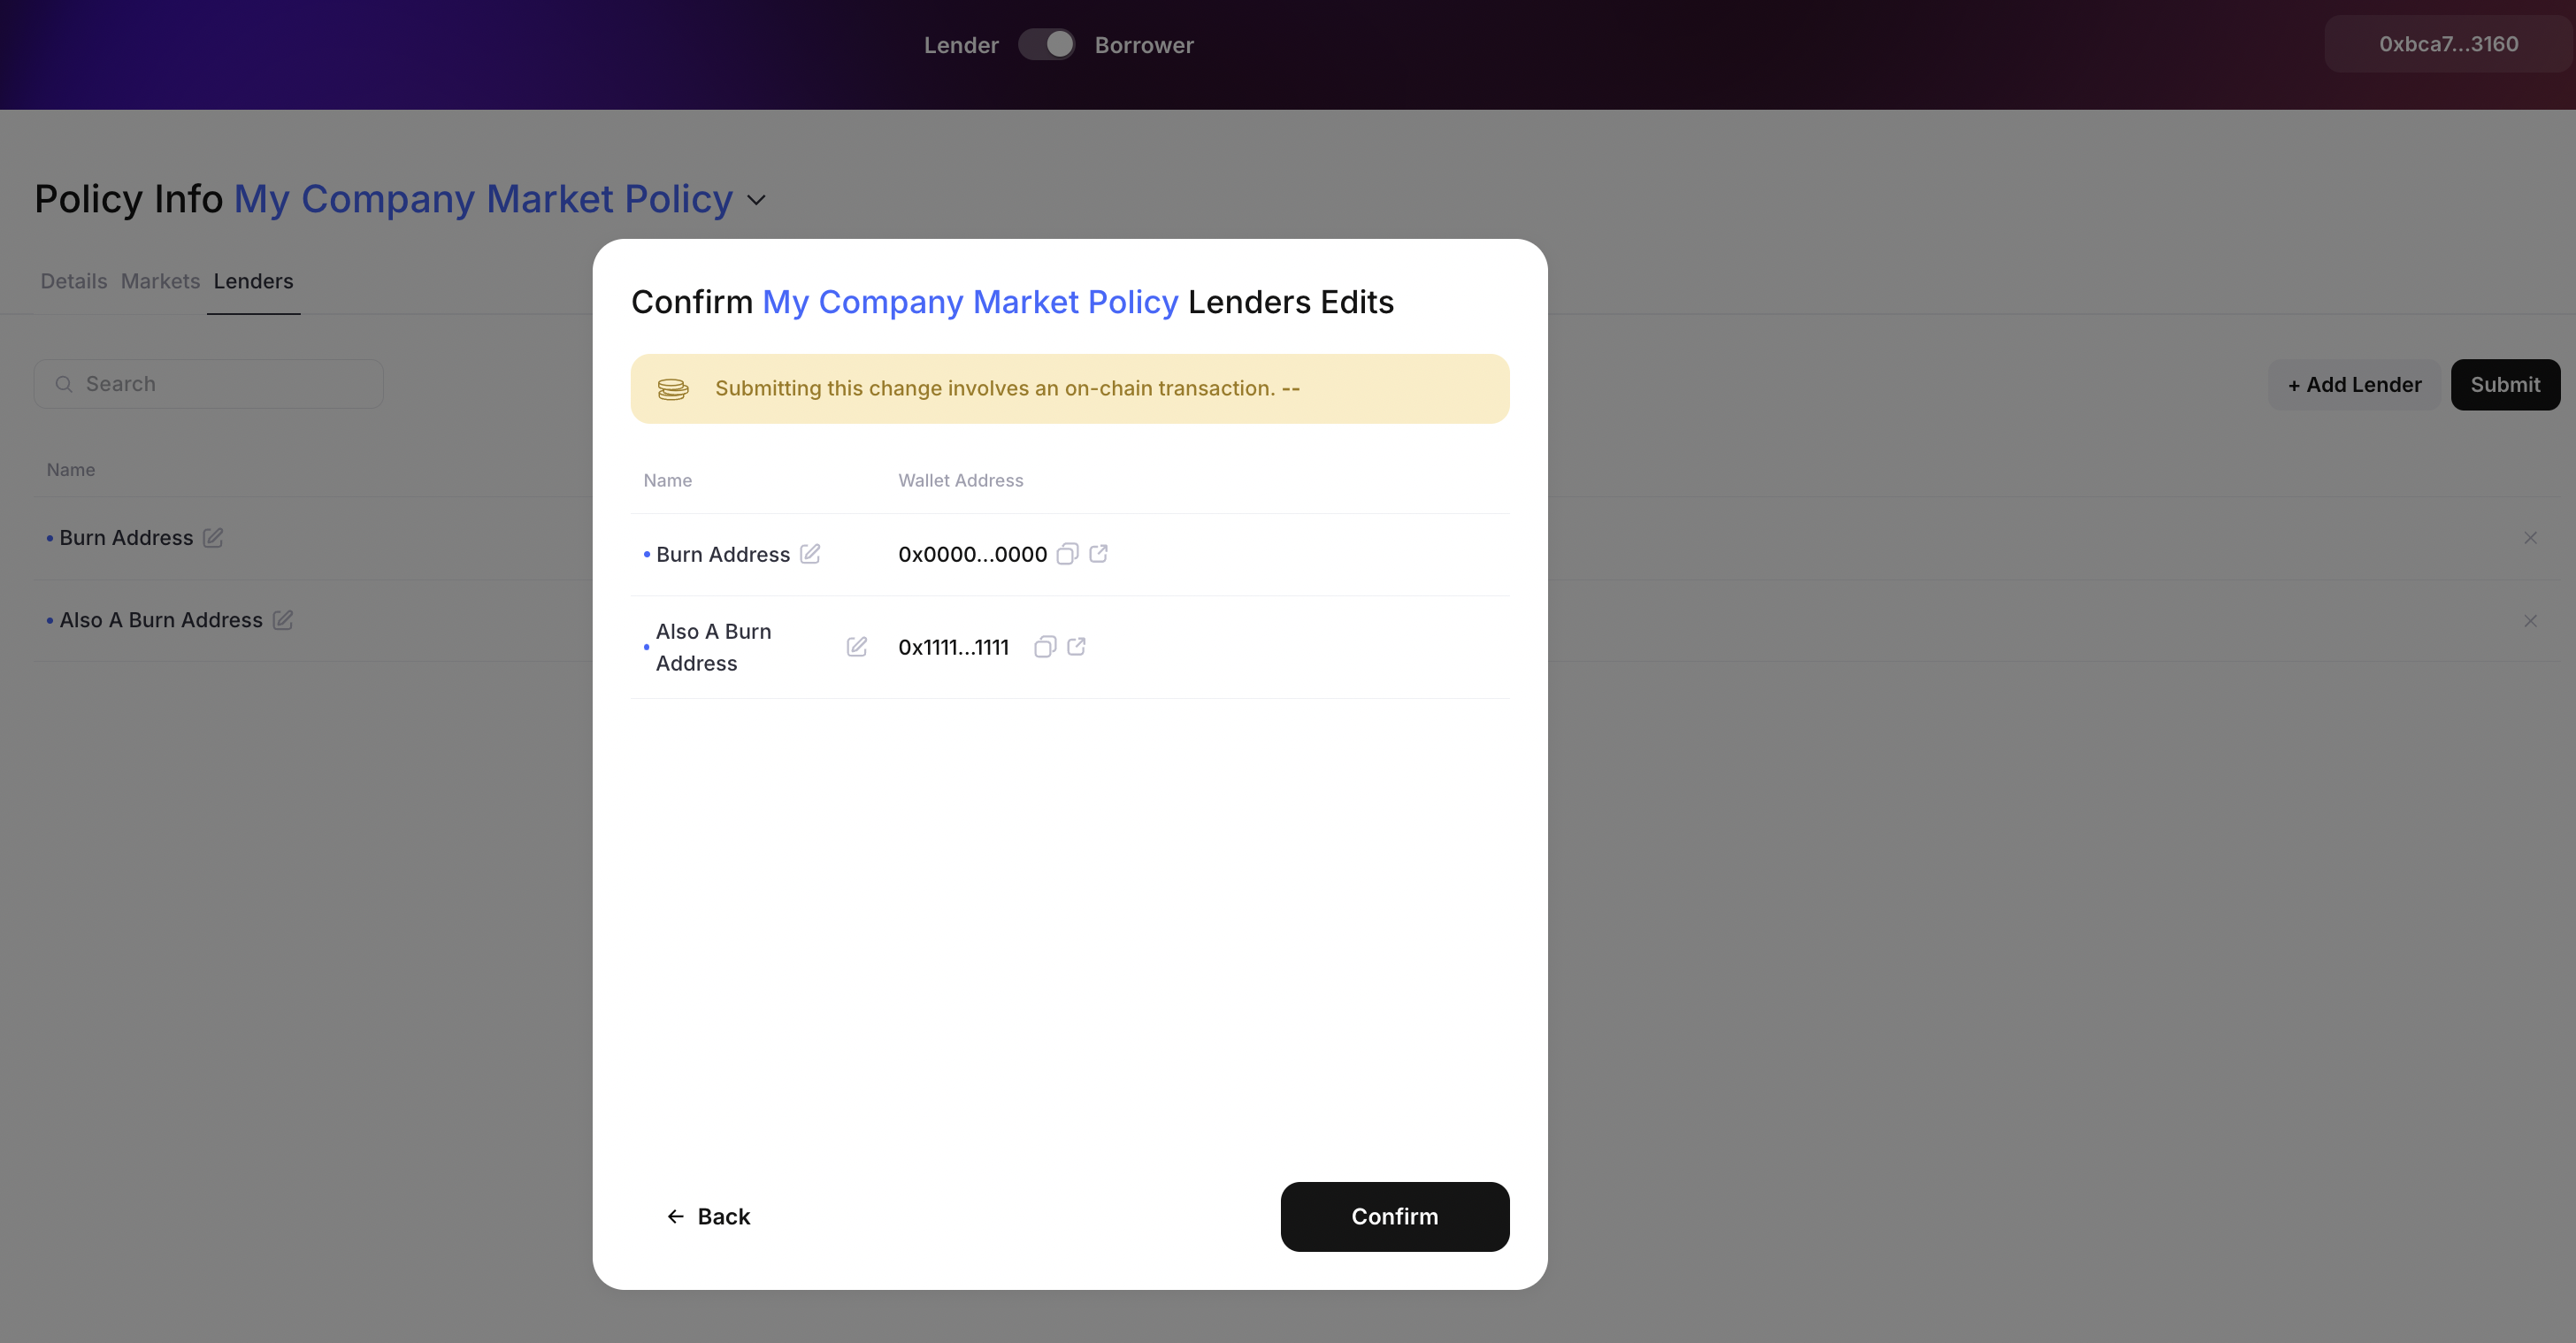 Lender Borrower 0xbca7...3160
Policy Info My Company Market Policy
Details Markets Lenders
Search
+ Add Lender Submit
Name
Burn Address
Also A Burn Address
Confirm My Company Market Policy Lenders Edits
Submitting this change involves an on-chain transaction. --
Name Wallet Address
Burn Address 0x0000...0000
Also A Burn
Address
0x1111...1111
Back Confirm